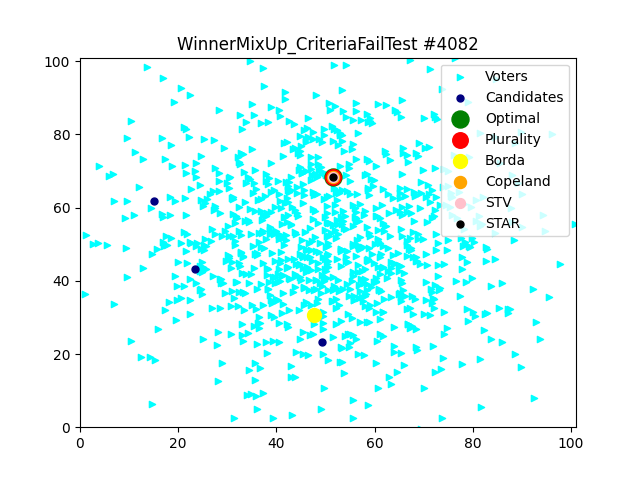 WinnerMixUp_CriteriaFailTest #4082
100
80
60
40
20
0
0 20 40 60 80 100
Voters
Candidates
Optimal
Plurality
Borda
Copeland
STV
STAR